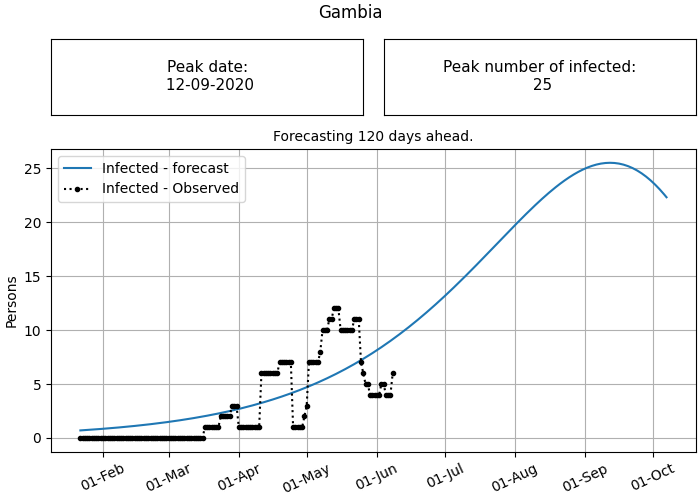 Gambia
Peak date:
12-09-2020
Peak number of infected:
25
Forecasting 120 days ahead.
Infected - forecast
Infected - Observed
Persons
25
20
15
10
5
0
01-Feb
01-Mar
01-Apr
01-May
01-Jun
01-Jul
01-Aug
01-Sep
01-Oct